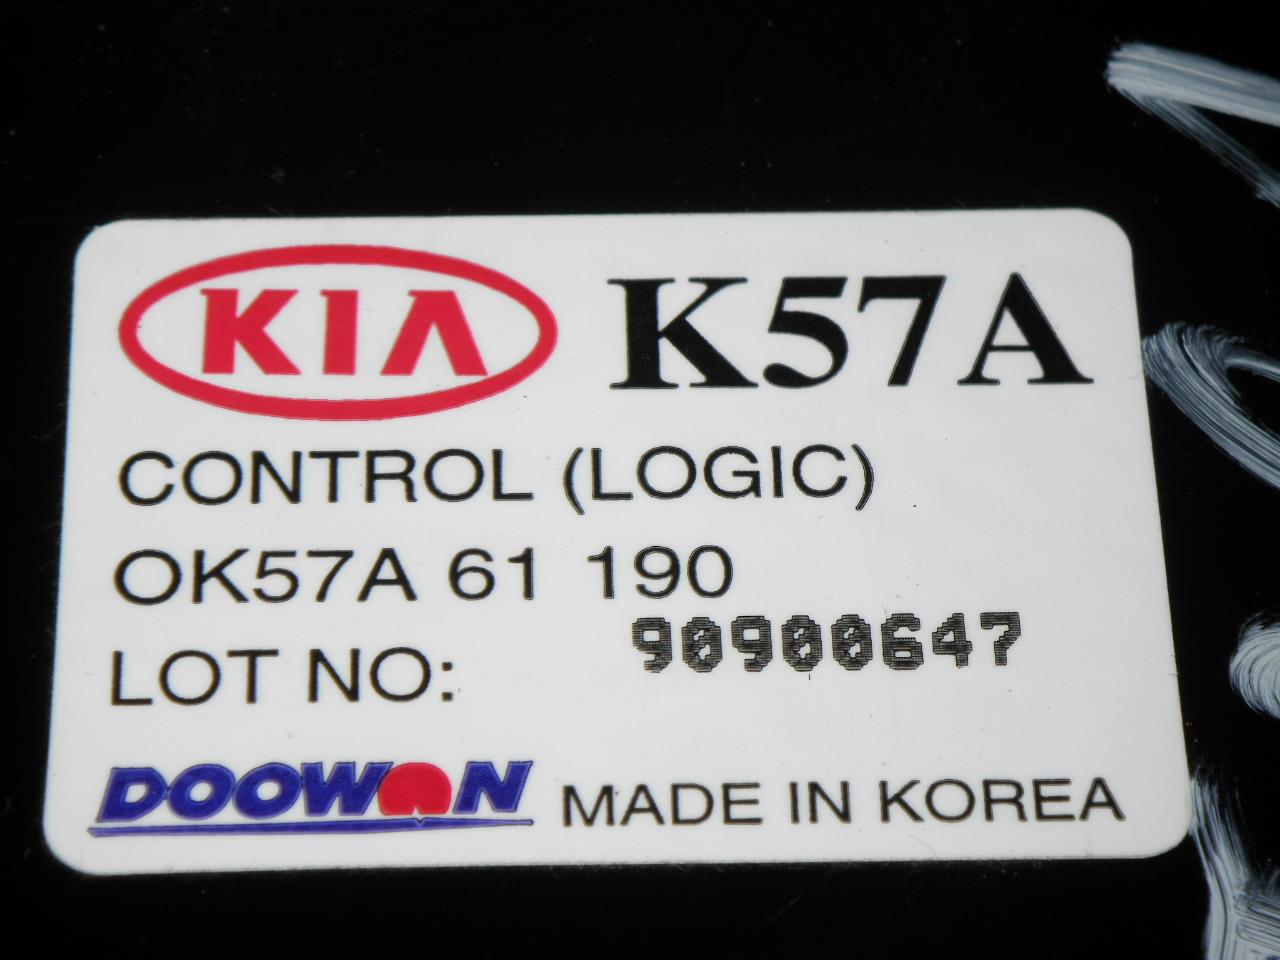 KIA K57A
CONTROL (LOGIC)
OK57A 61 190
LOT NO: 90900647
DOOWON MADE IN KOREA